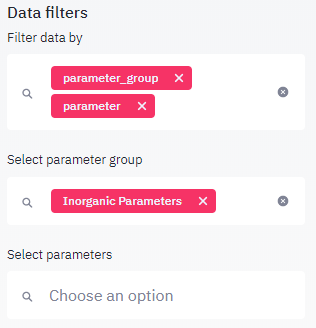 Data filters
Filter data by
parameter_group
parameter
Select parameter group
Inorganic Parameters
Select parameters
Choose an option